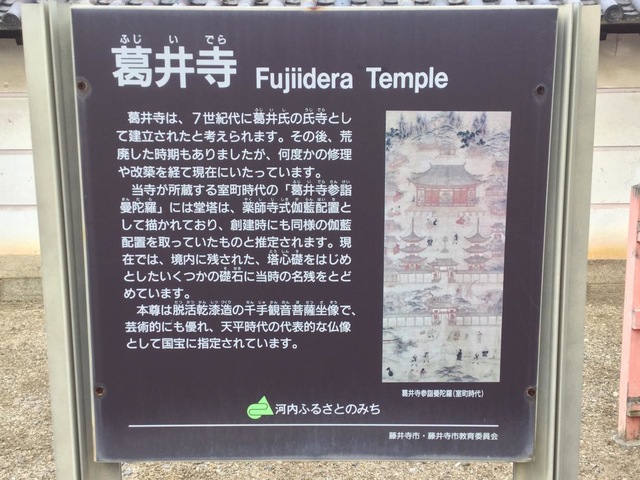 葛井寺 Fujiidera Temple
ふじいでら
葛井寺は、7世紀代に葛井氏の氏寺とし
て建立されたと考えられます。その後、荒
廃した時期もありましたが、何度かの修理
や改築を経て現在にいたっています。
当寺が所蔵する室町時代の「葛井寺参詣
曼陀羅」には堂塔は、薬師寺式伽藍配置と
して描かれており、創建時にも同様の伽藍
配置を取っていたものと推定されます。現
在では、境内に残された、塔心礎をはじめ
としたいくつかの礎石に当時の名残をとど
めています。
本尊は脱活乾漆造の千手観音菩薩坐像で、
芸術的にも優れ、天平時代の代表的な仏像
として国宝に指定されています。
葛井寺参詣曼陀羅(室町時代)
河内ふるさとのみち
藤井寺市・藤井寺市教育委員会